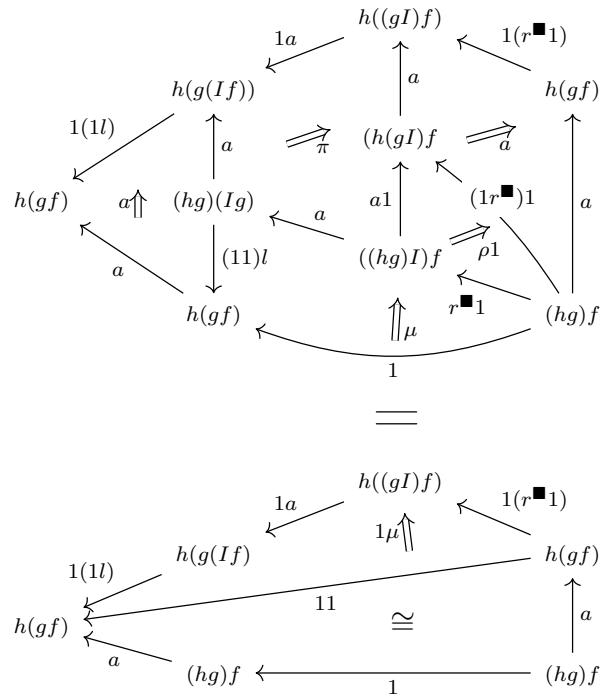 h((gI)f)
1a
1(r■1)
h(g(If))
a
h(gf)
1(1l)
a
π
(h(gI)f
a
h(gf)
a
(hg)(Ig)
a
a1
(1r■)1
a
a
(11)l
((hg)I)f
ρ1
h(gf)
μ
r■1
(hg)f
1
=
h((gI)f)
1a
1(r■1)
h(g(If)
1μ
h(gf)
1(1l)
h(gf)
11
≅
a
a
(hg)f
1
(hg)f